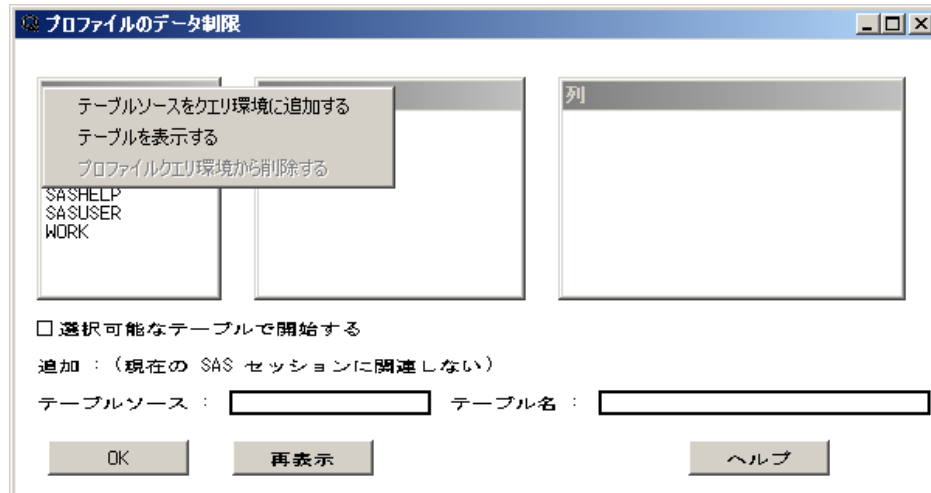 プロファイルのデータ制限
テーブルソースをクエリ環境に追加する
テーブルを表示する
プロファイルクエリ環境から削除する
列
SASHELP
SASUSER
WORK
選択可能なテーブルで開始する
追加 :(現在の SAS セッションに関連しない)
テーブルソース : テーブル名 :
OK 再表示 ヘルプ